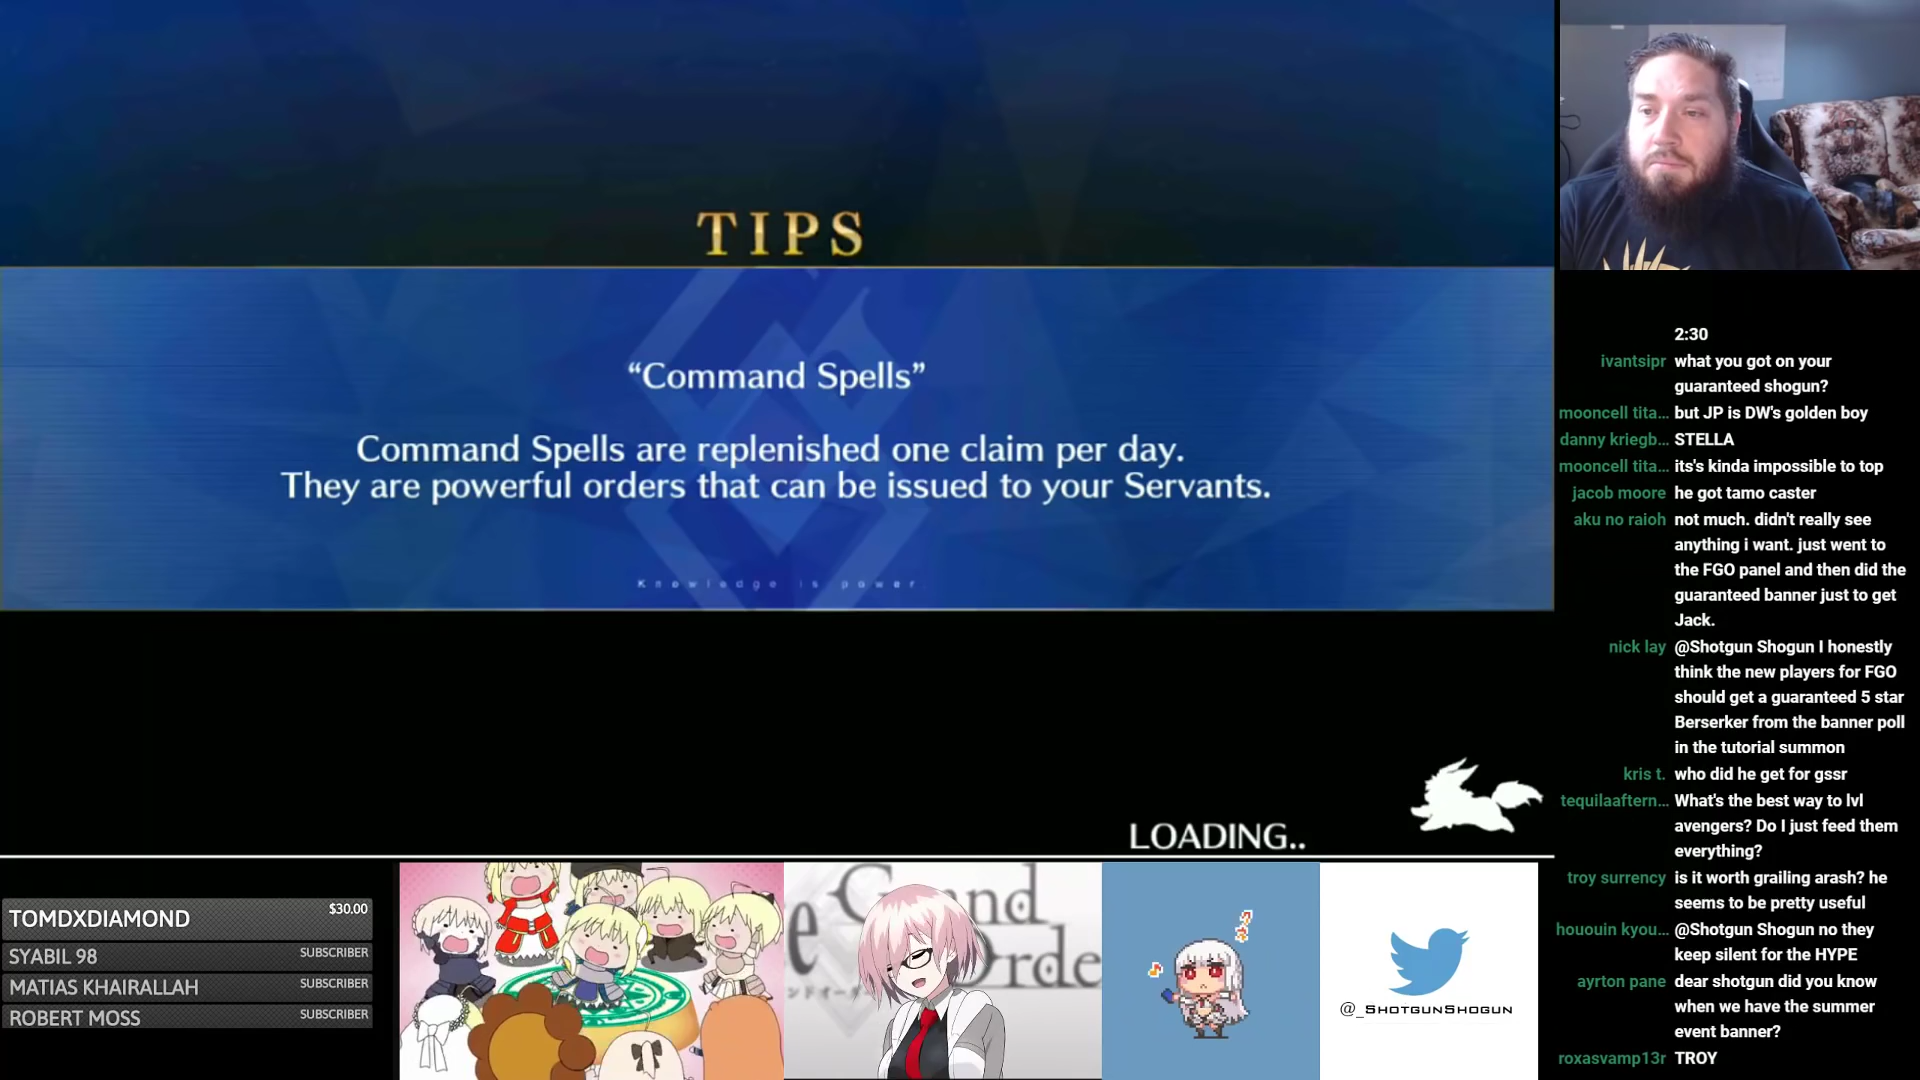 TIPS
“Command Spells”
Command Spells are replenished one claim per day.
They are powerful orders that can be issued to your Servants.
Knowledge is power.
LOADING..
TOMDXDIAMOND $30.00
SYABIL 98 SUBSCRIBER
MATIAS KHAIRALLAH SUBSCRIBER
ROBERT MOSS SUBSCRIBER
@_SHOTGUNSHOGUN
2:30
ivantsipr what you got on your
guaranteed shogun?
mooncell tita… but JP is DW's golden boy
danny kriegb… STELLA
mooncell tita… its's kinda impossible to top
jacob moore he got tamo caster
aku no raioh not much. didn't really see
anything i want. just went to
the FGO panel and then did the
guaranteed banner just to get
Jack.
nick lay @Shotgun Shogun I honestly
think the new players for FGO
should get a guaranteed 5 star
Berserker from the banner poll
in the tutorial summon
kris t. who did he get for gssr
tequilaaftern… What's the best way to lvl
avengers? Do I just feed them
everything?
troy surrency is it worth grailing arash? he
seems to be pretty useful
hououin kyou… @Shotgun Shogun no they
keep silent for the HYPE
ayrton pane dear shotgun did you know
when we have the summer
event banner?
roxasvamp13r TROY